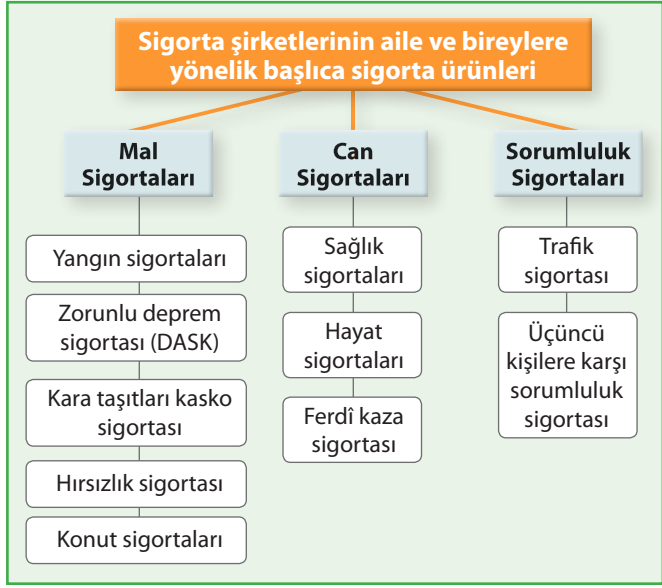 Sigorta şirketlerinin aile ve bireylere
yönelik başlıca sigorta ürünleri
Mal
Sigortaları
Yangın sigortaları
Zorunlu deprem
sigortası (DASK)
Kara taşıtları kasko
sigortası
Hırsızlık sigortası
Konut sigortaları
Can
Sigortaları
Sağlık
sigortaları
Hayat
sigortaları
Ferdî kaza
sigortası
Sorumluluk
Sigortaları
Trafik
sigortası
Üçüncü
kişilere karşı
sorumluluk
sigortası